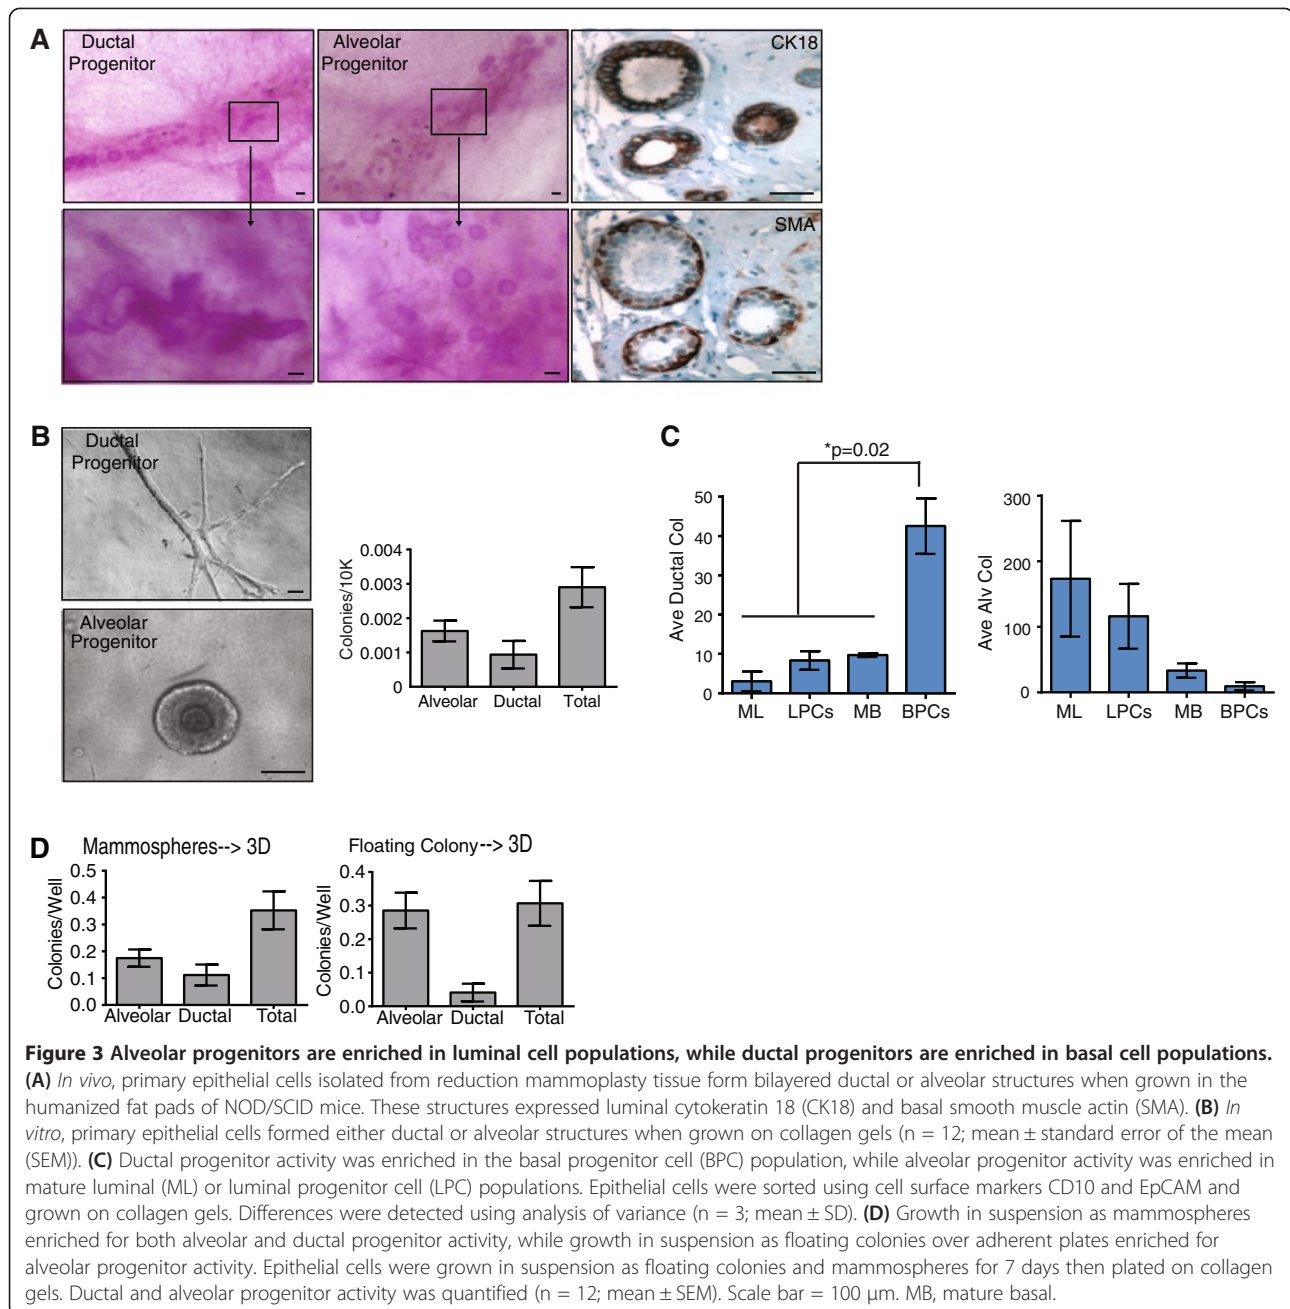 A
Ductal
Progenitor
Alveolar
Progenitor
CK18
SMA
B
Ductal
Progenitor
Alveolar
Progenitor
Colonies/10K
0.004
0.003
0.002
0.001
0
Alveolar Ductal Total
C
*p=0.02
Ave Ductal Col
50
40
30
20
10
0
ML LPCs MB BPCs
Ave Alv Col
300
200
100
0
ML LPCs MB BPCs
D
Mammospheres--> 3D
Colonies/Well
0.5
0.4
0.3
0.2
0.1
0.0
Alveolar Ductal Total
Floating Colony--> 3D
Colonies/Well
0.4
0.3
0.2
0.1
0.0
Alveolar Ductal Total
Figure 3 Alveolar progenitors are enriched in luminal cell populations, while ductal progenitors are enriched in basal cell populations.
(A) In vivo, primary epithelial cells isolated from reduction mammoplasty tissue form bilayered ductal or alveolar structures when grown in the
humanized fat pads of NOD/SCID mice. These structures expressed luminal cytokeratin 18 (CK18) and basal smooth muscle actin (SMA). (B) In
vitro, primary epithelial cells formed either ductal or alveolar structures when grown on collagen gels (n = 12; mean ± standard error of the mean
(SEM)). (C) Ductal progenitor activity was enriched in the basal progenitor cell (BPC) population, while alveolar progenitor activity was enriched in
mature luminal (ML) or luminal progenitor cell (LPC) populations. Epithelial cells were sorted using cell surface markers CD10 and EpCAM and
grown on collagen gels. Differences were detected using analysis of variance (n = 3; mean ± SD). (D) Growth in suspension as mammospheres
enriched for both alveolar and ductal progenitor activity, while growth in suspension as floating colonies over adherent plates enriched for
alveolar progenitor activity. Epithelial cells were grown in suspension as floating colonies and mammospheres for 7 days then plated on collagen
gels. Ductal and alveolar progenitor activity was quantified (n = 12; mean ± SEM). Scale bar = 100 μm. MB, mature basal.